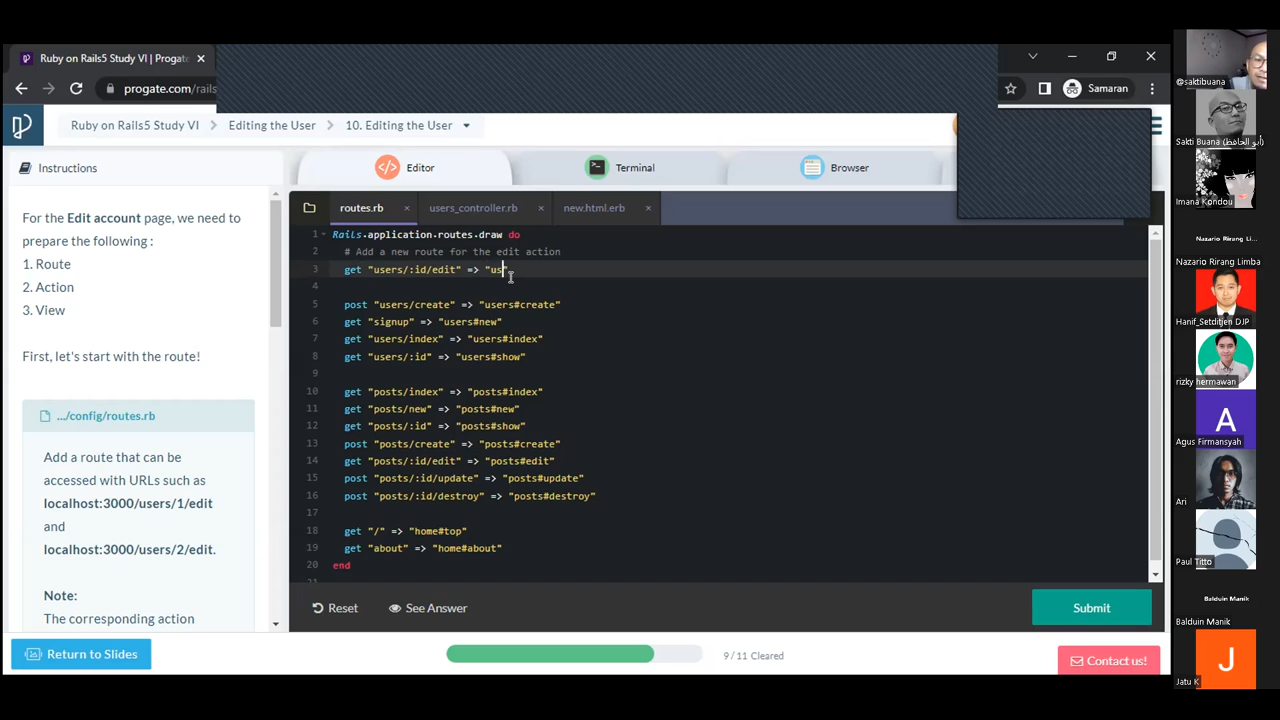 Ruby on Rails5 Study VI | Progate
progate.com/rails
Samaran
Ruby on Rails5 Study VI
Editing the User
10. Editing the User
Instructions
Editor
Terminal
Browser
For the Edit account page, we need to
prepare the following :
1. Route
2. Action
3. View
First, let's start with the route!
.../config/routes.rb
Add a route that can be
accessed with URLs such as
localhost:3000/users/1/edit
and
localhost:3000/users/2/edit.
Note:
The corresponding action
routes.rb
users_controller.rb
new.html.erb
1 Rails.application.routes.draw do
2 # Add a new route for the edit action
3 get "users/:id/edit" => "us"
4
5 post "users/create" => "users#create"
6 get "signup" => "users#new"
7 get "users/index" => "users#index"
8 get "users/:id" => "users#show"
9
10 get "posts/index" => "posts#index"
11 get "posts/new" => "posts#new"
12 get "posts/:id" => "posts#show"
13 post "posts/create" => "posts#create"
14 get "posts/:id/edit" => "posts#edit"
15 post "posts/:id/update" => "posts#update"
16 post "posts/:id/destroy" => "posts#destroy"
17
18 get "/" => "home#top"
19 get "about" => "home#about"
20 end
21
Reset
See Answer
Submit
Return to Slides
9 / 11 Cleared
Contact us!
@saktibuana
Sakti Buana (أبو الحافظ)
Imana Kondou
Nazario Rirang Lim...
Nazario Rirang Limba
Hanif_Setditjen DJP
rizky hermawan
A
Agus Firmansyah
Ari
Paul Titto
Balduin Manik
Balduin Manik
J
Jatu K